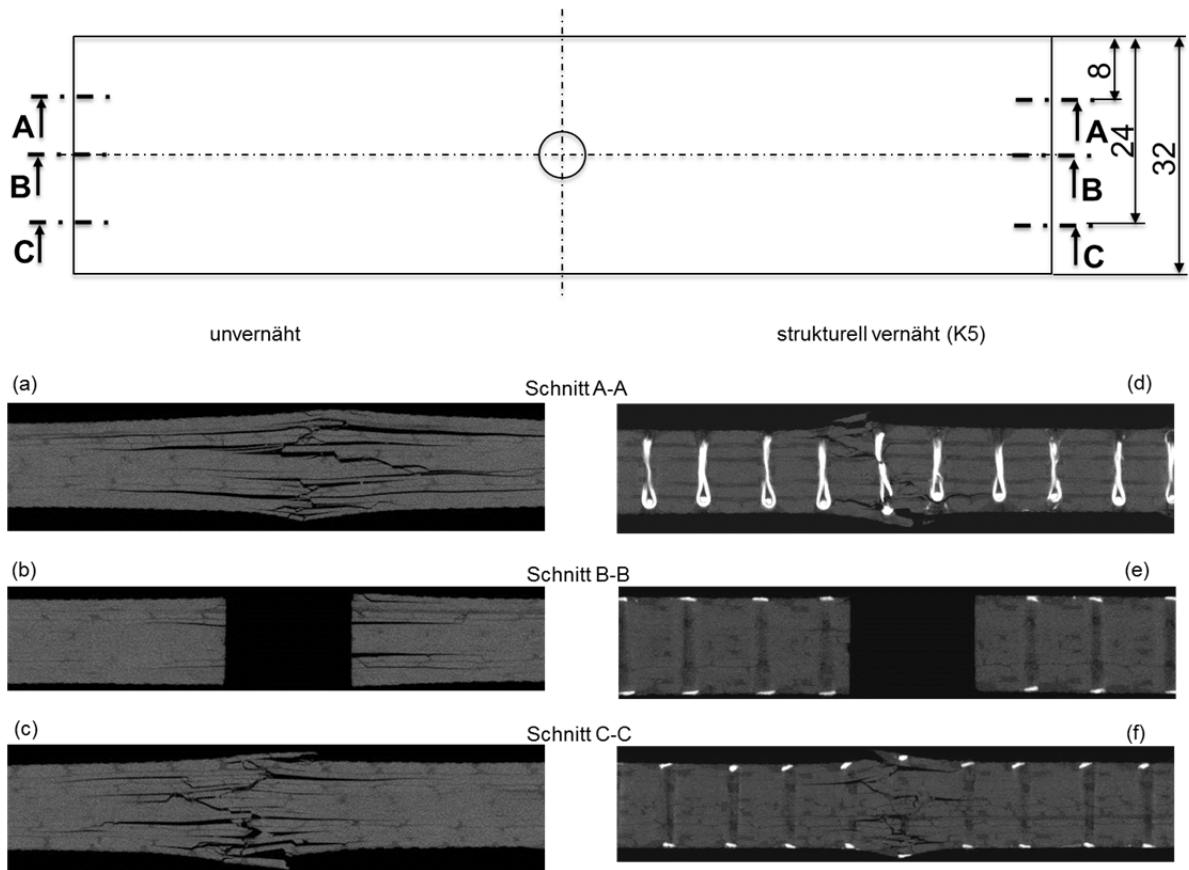 8
A
A
24
32
B
B
C
C
unvernäht
strukturell vernäht (K5)
(a)
Schnitt A-A
(d)
(b)
Schnitt B-B
(e)
(c)
Schnitt C-C
(f)